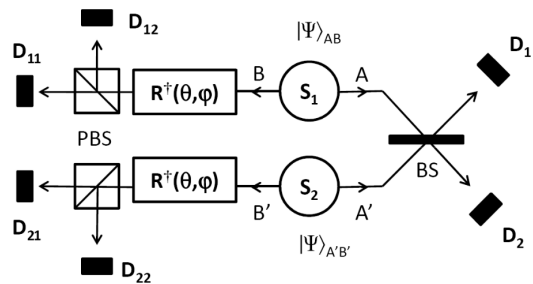 D₁₂
|Ψ⟩AB
D₁₁
B
A
D₁
R†(θ,φ)
S₁
PBS
BS
R†(θ,φ)
S₂
D₂₁
B'
A'
D₂
D₂₂
|Ψ⟩A'B'